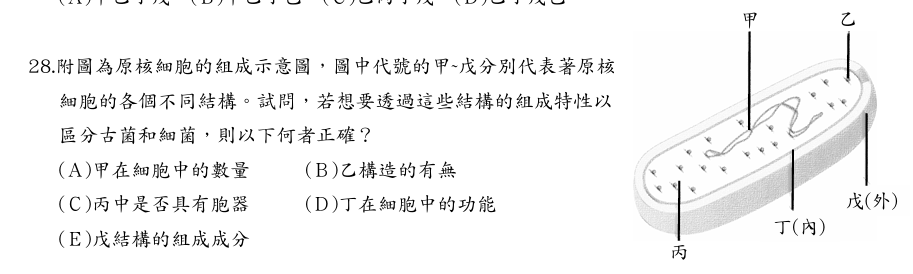 28.附圖為原核細胞的組成示意圖，圖中代號的甲~戊分別代表著原核
細胞的各個不同結構。試問，若想要透過這些結構的組成特性以
區分古菌和細菌，則以下何者正確？
(A)甲在細胞中的數量 (B)乙構造的有無
(C)丙中是否具有胞器 (D)丁在細胞中的功能
(E)戊結構的組成成分
甲 乙
戊(外)
丁(內)
丙